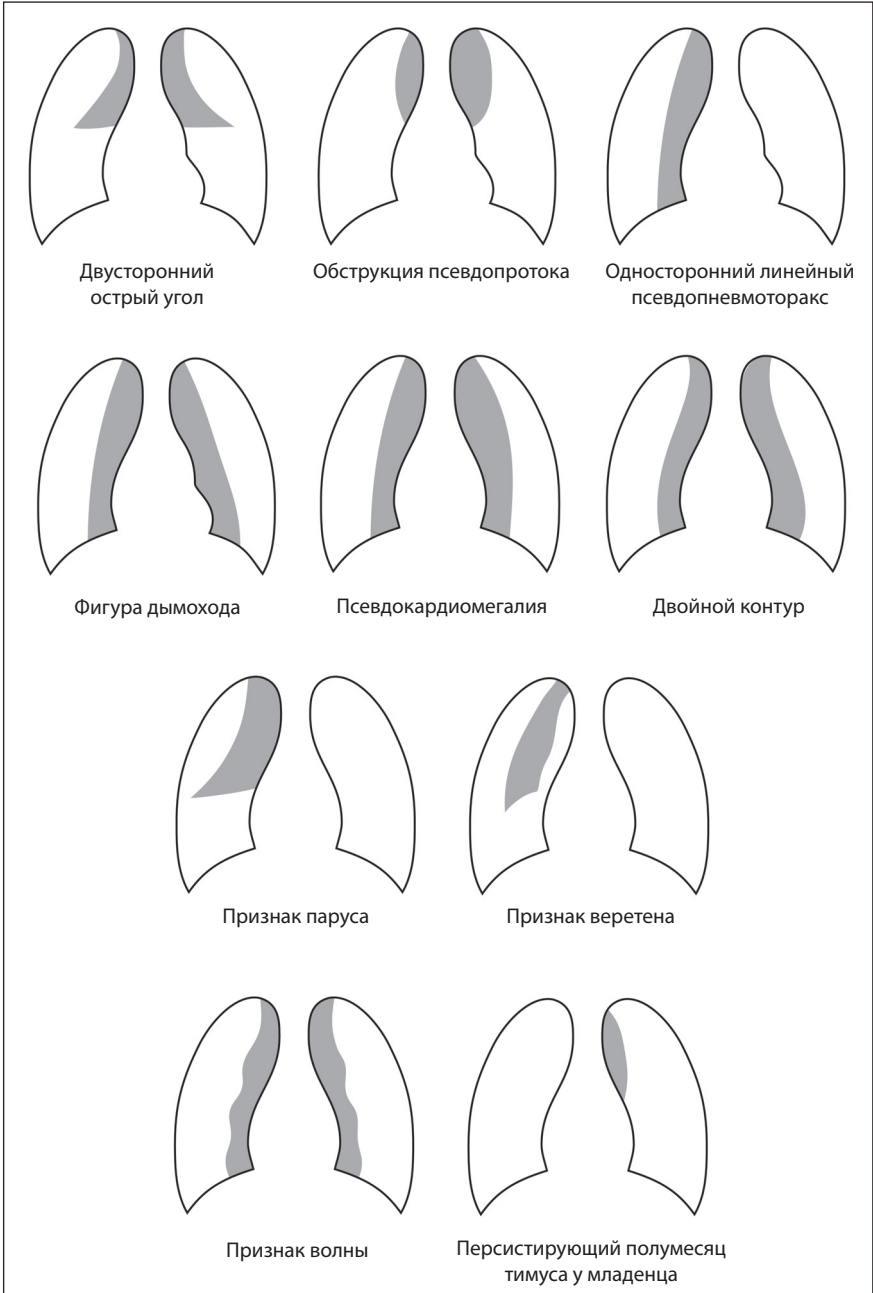 Двусторонний
острый угол
Обструкция псевдопротока
Односторонний линейный
псевдопневмоторакс
Фигура дымохода
Псевдокардиомегалия
Двойной контур
Признак паруса
Признак веретена
Признак волны
Персистирующий полумесяц
тимуса у младенца